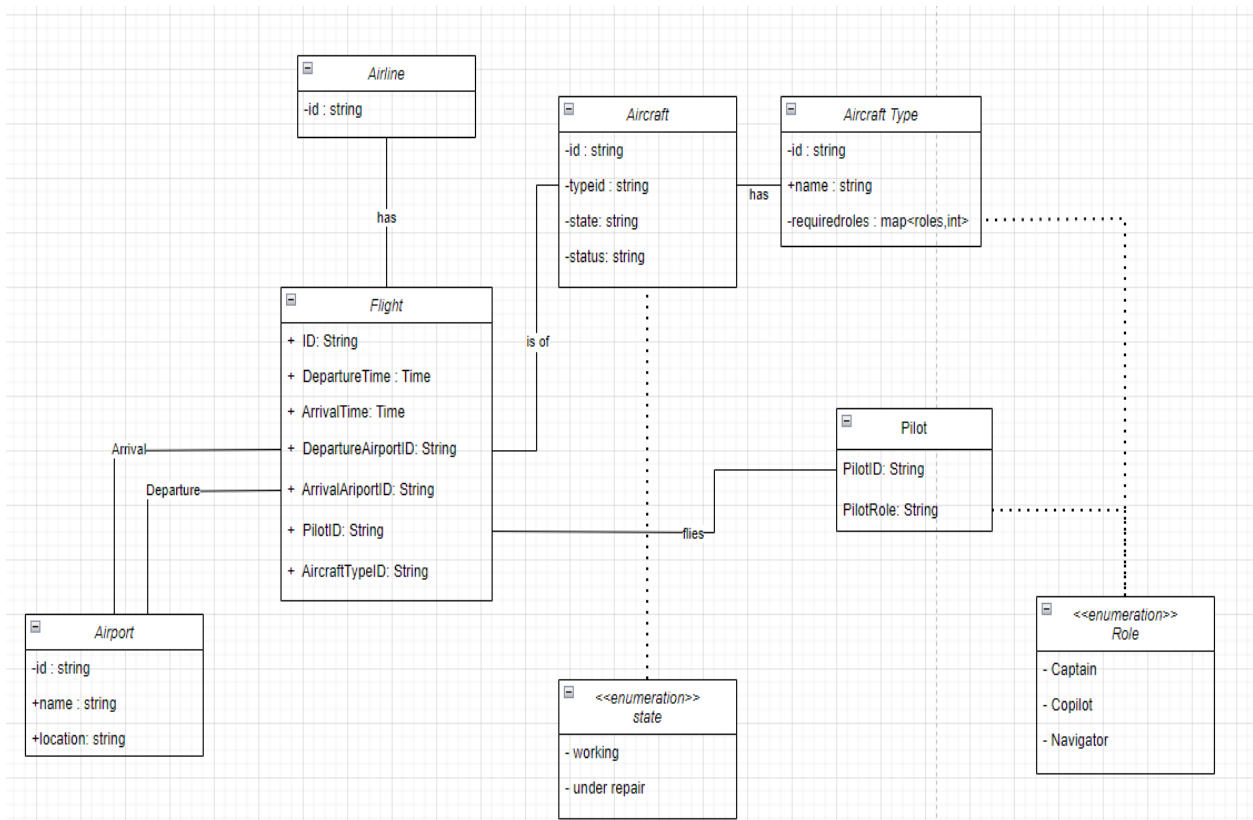 Airline
-id : string
has
Aircraft
-id : string
-typeid : string
-state: string
-status: string
has
Aircraft Type
-id : string
+name : string
-requiredroles : map<roles,int>
Flight
+ ID: String
+ DepartureTime : Time
+ ArrivalTime: Time
+ DepartureAirportID: String
+ ArrivalAriportID: String
+ PilotID: String
+ AircraftTypeID: String
is of
Arrival
Departure
flies
Pilot
PilotID: String
PilotRole: String
Airport
-id : string
+name : string
+location: string
<<enumeration>>
state
- working
- under repair
<<enumeration>>
Role
- Captain
- Copilot
- Navigator